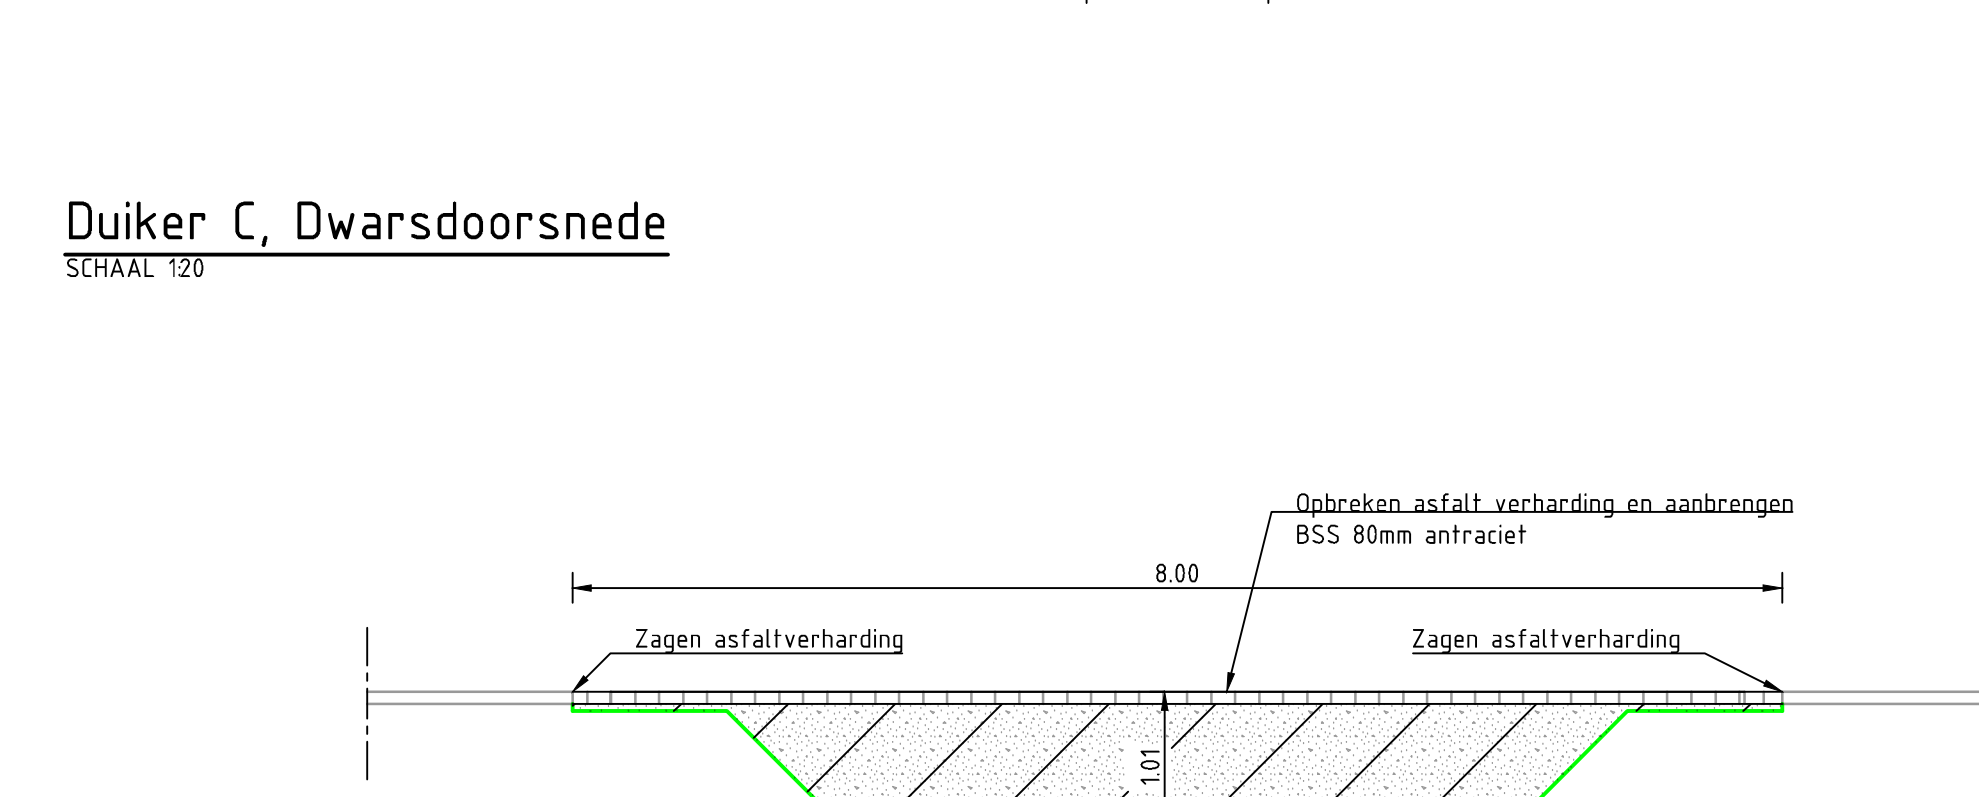 Duiker C, Dwarsdoorsnede
SCHAAL 1:20
Opbreken asfalt verharding en aanbrengen
BSS 80mm antraciet
8.00
Zagen asfaltverharding
Zagen asfaltverharding
1.01